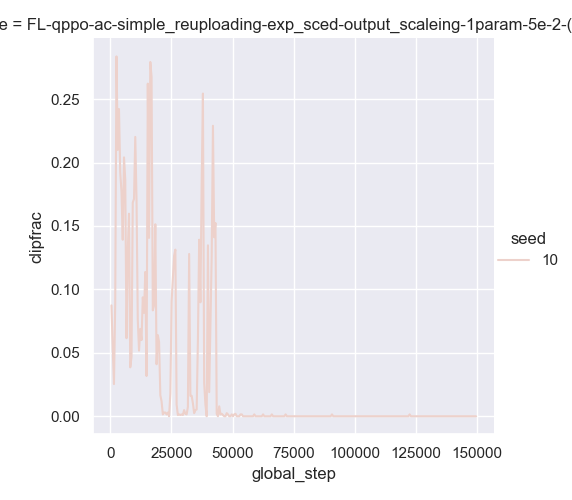 e = FL-qppo-ac-simple_reuploading-exp_sced-output_scaleing-1param-5e-2-(
0.25
0.20
0.15
0.10
0.05
0.00
clipfrac
0 25000 50000 75000 100000 125000 150000
global_step
seed
10